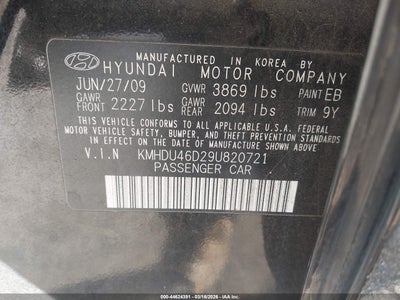 MANUFACTURED IN KOREA BY
HYUNDAI MOTOR COMPANY
JUN/27/09 GVWR 3869 lbs PAINT EB
GAWR FRONT 2227 lbs GAWR REAR 2094 lbs TRIM 9Y
THIS VEHICLE CONFORMS TO ALL APPLICABLE U.S.A. FEDERAL
MOTOR VEHICLE SAFETY, BUMPER, AND THEFT PREVENTION
STANDARDS IN EFFECT ON THE DATE OF MANUFACTURE SHOWN
ABOVE.
V.I.N KMHDU46D29U820721
PASSENGER CAR
000-44624391 - 03/18/2026 - © IAA, Inc.